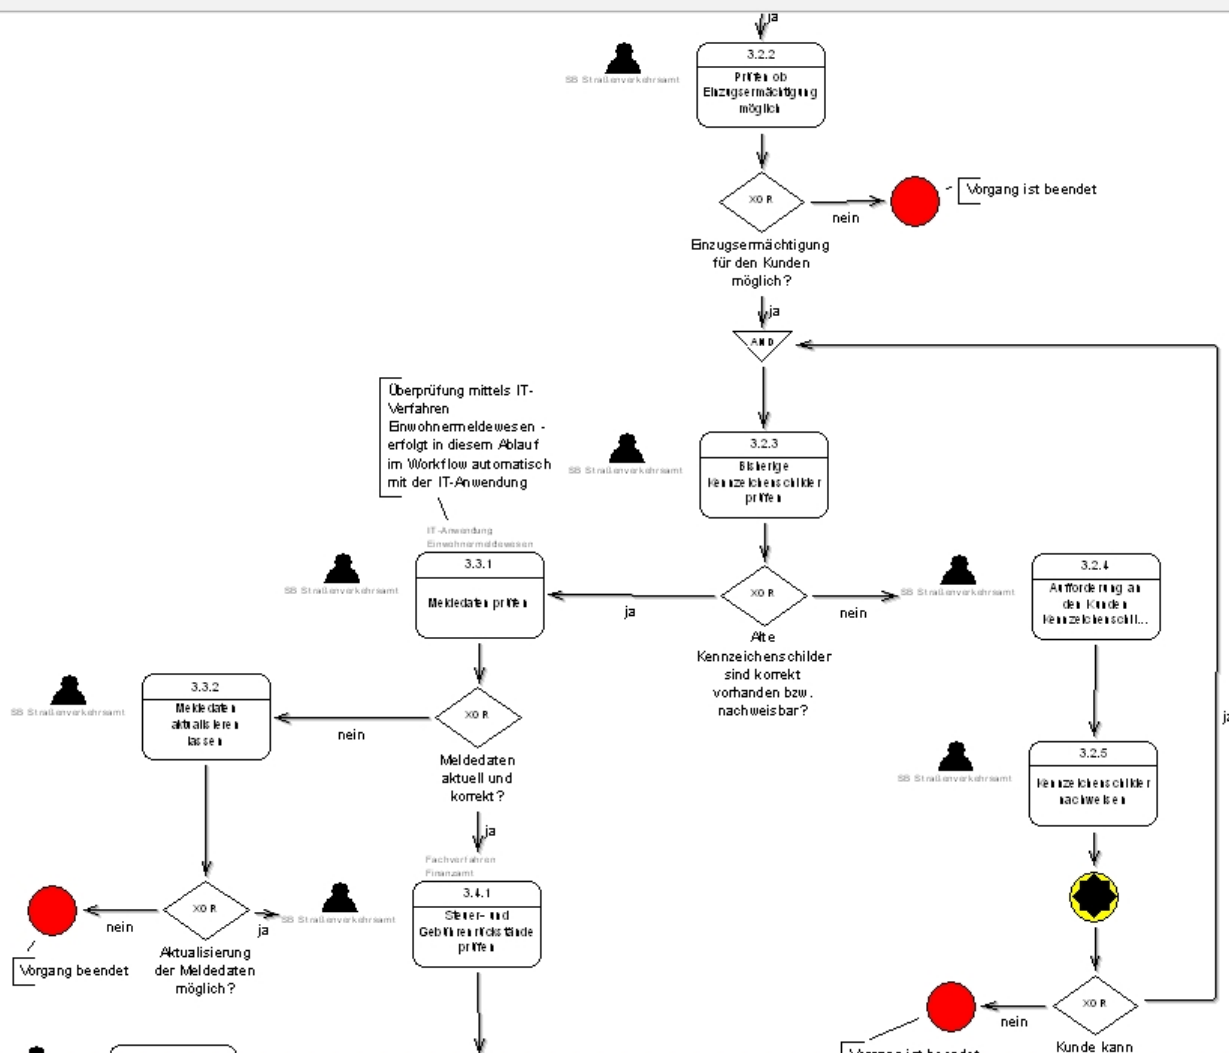 ja
3.2.2
Prüfen ob
Einzugsermächtigung
möglich
SB Straßenverkehrsamt
XOR
nein
Vorgang ist beendet
Einzugsermächtigung
für den Kunden
möglich?
ja
AND
Überprüfung mittels IT-
Verfahren
Einwohnermeldewesen -
erfolgt in diesem Ablauf
im Workflow automatisch
mit der IT-Anwendung
3.2.3
Bisherige
Kennzeichenschilder
prüfen
SB Straßenverkehrsamt
IT-Anwendung
Einwohnermeldewesen
3.3.1
Meldedaten prüfen
SB Straßenverkehrsamt
ja
XOR
nein
Alte
Kennzeichenschilder
sind korrekt
vorhanden bzw.
nachweisbar?
SB Straßenverkehrsamt
3.2.4
Aufforderung an
den Kunden
Kennzeichenschil...
3.3.2
Meldedaten
aktualisieren
lassen
SB Straßenverkehrsamt
nein
XOR
Meldedaten
aktuell und
korrekt?
ja
SB Straßenverkehrsamt
3.2.5
Kennzeichenschilder
nachweisen
Fachverfahren
Finanzamt
3.4.1
Steuer- und
Gebührenrückstände
prüfen
SB Straßenverkehrsamt
nein
XOR
ja
Aktualisierung
der Meldedaten
möglich?
Vorgang beendet
XOR
nein
Vorgang ist beendet
Kunde kann